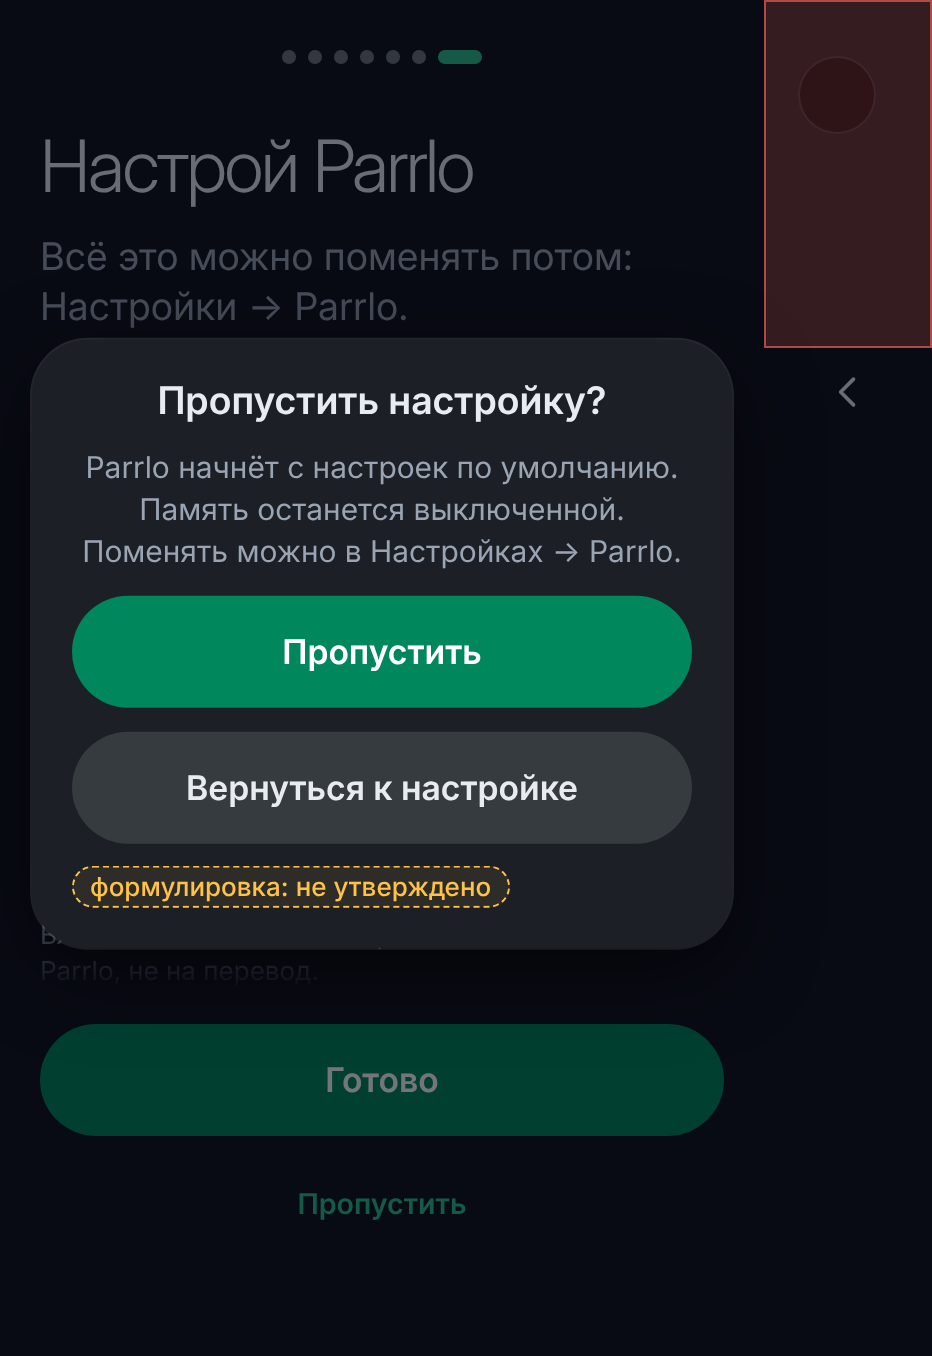 Настрой Parrlo
Всё это можно поменять потом:
Настройки → Parrlo.
Пропустить настройку?
Parrlo начнёт с настроек по умолчанию.
Память останется выключенной.
Поменять можно в Настройках → Parrlo.
Пропустить
Вернуться к настройке
формулировка: не утверждено
Parrlo, не на перевод.
Готово
Пропустить